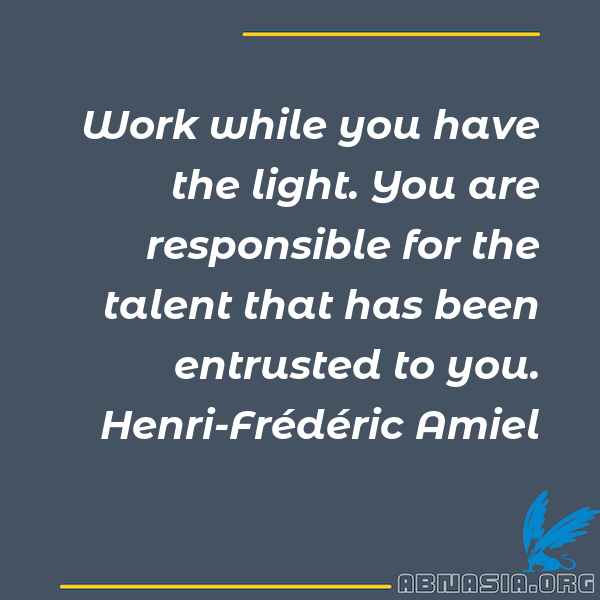 Work while you have
the light. You are
responsible for the
talent that has been
entrusted to you.
Henri-Frédéric Amiel
ABNASIA.ORG